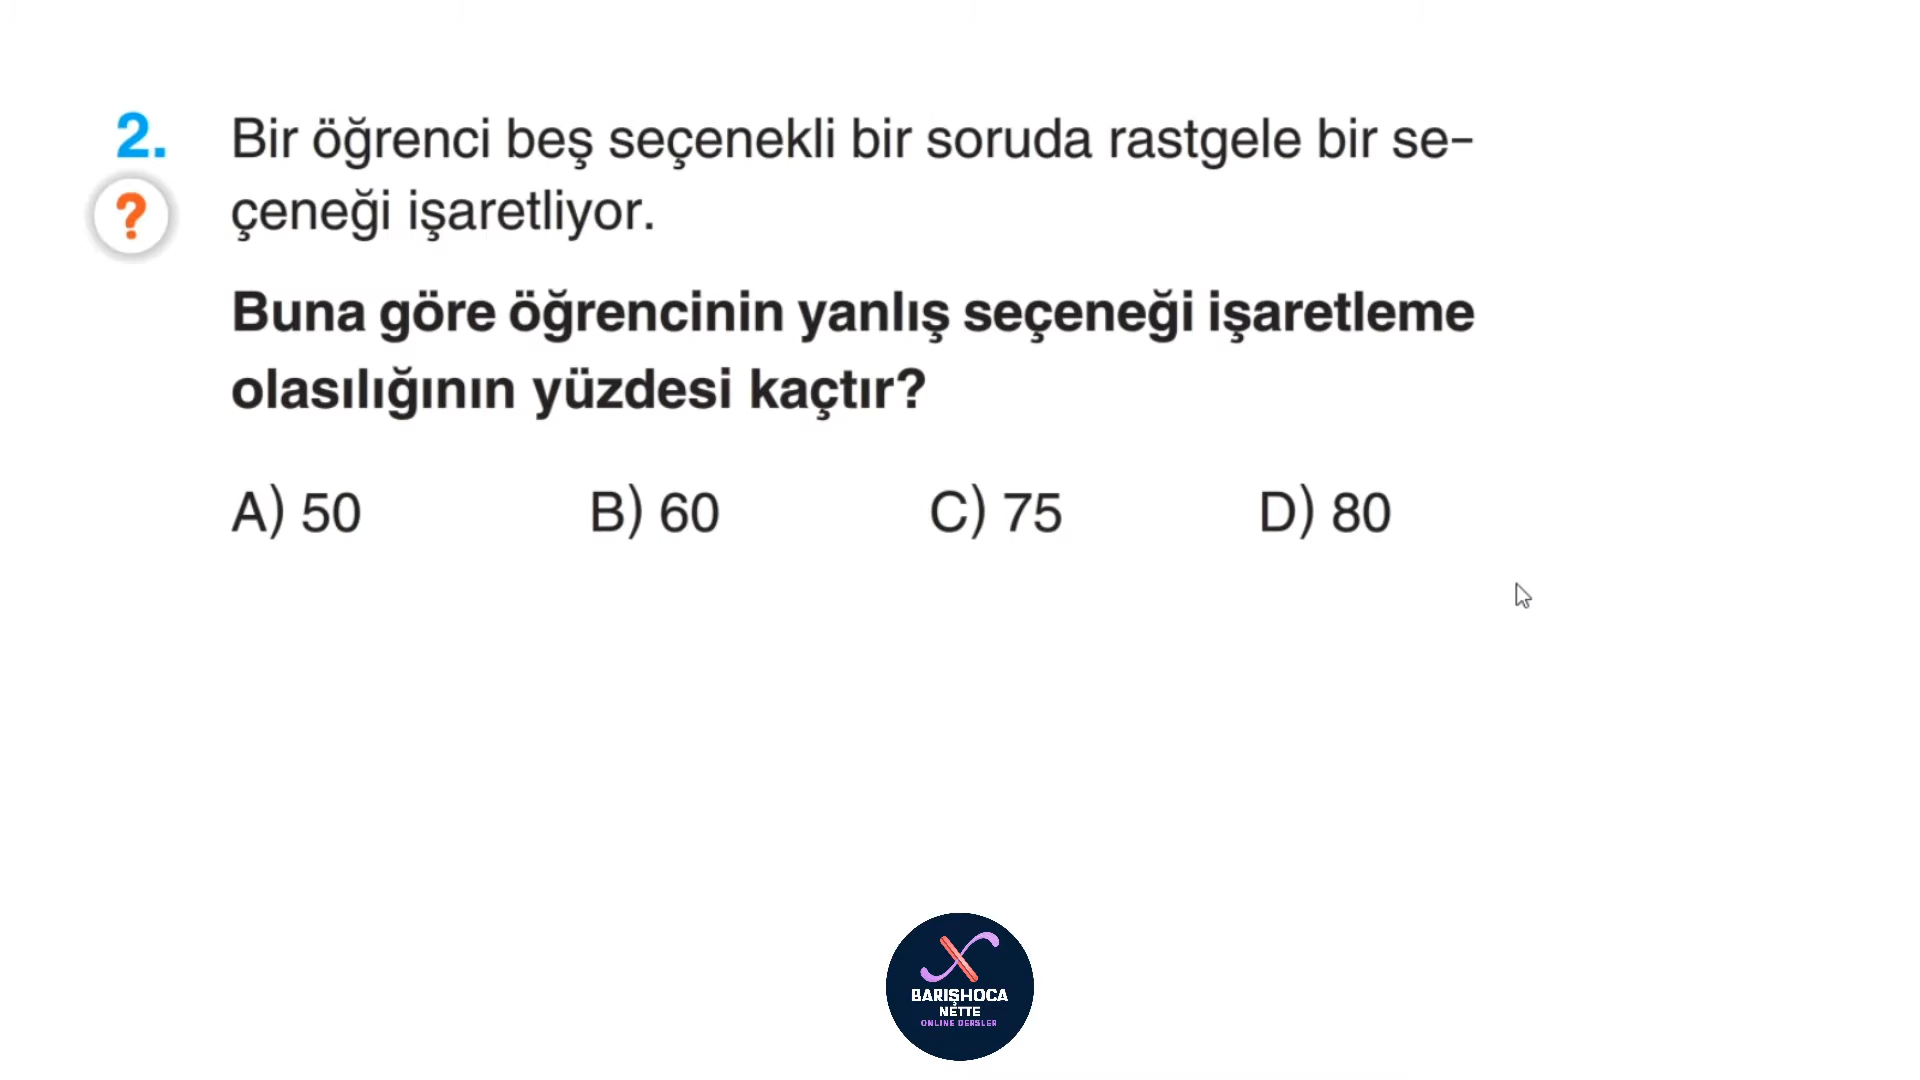 2. Bir öğrenci beş seçenekli bir soruda rastgele bir se-
? çeneği işaretliyor.
Buna göre öğrencinin yanlış seçeneği işaretleme
olasılığının yüzdesi kaçtır?
A) 50 B) 60 C) 75 D) 80
BARIŞHOCA
NETTE
ONLINE DERSLER